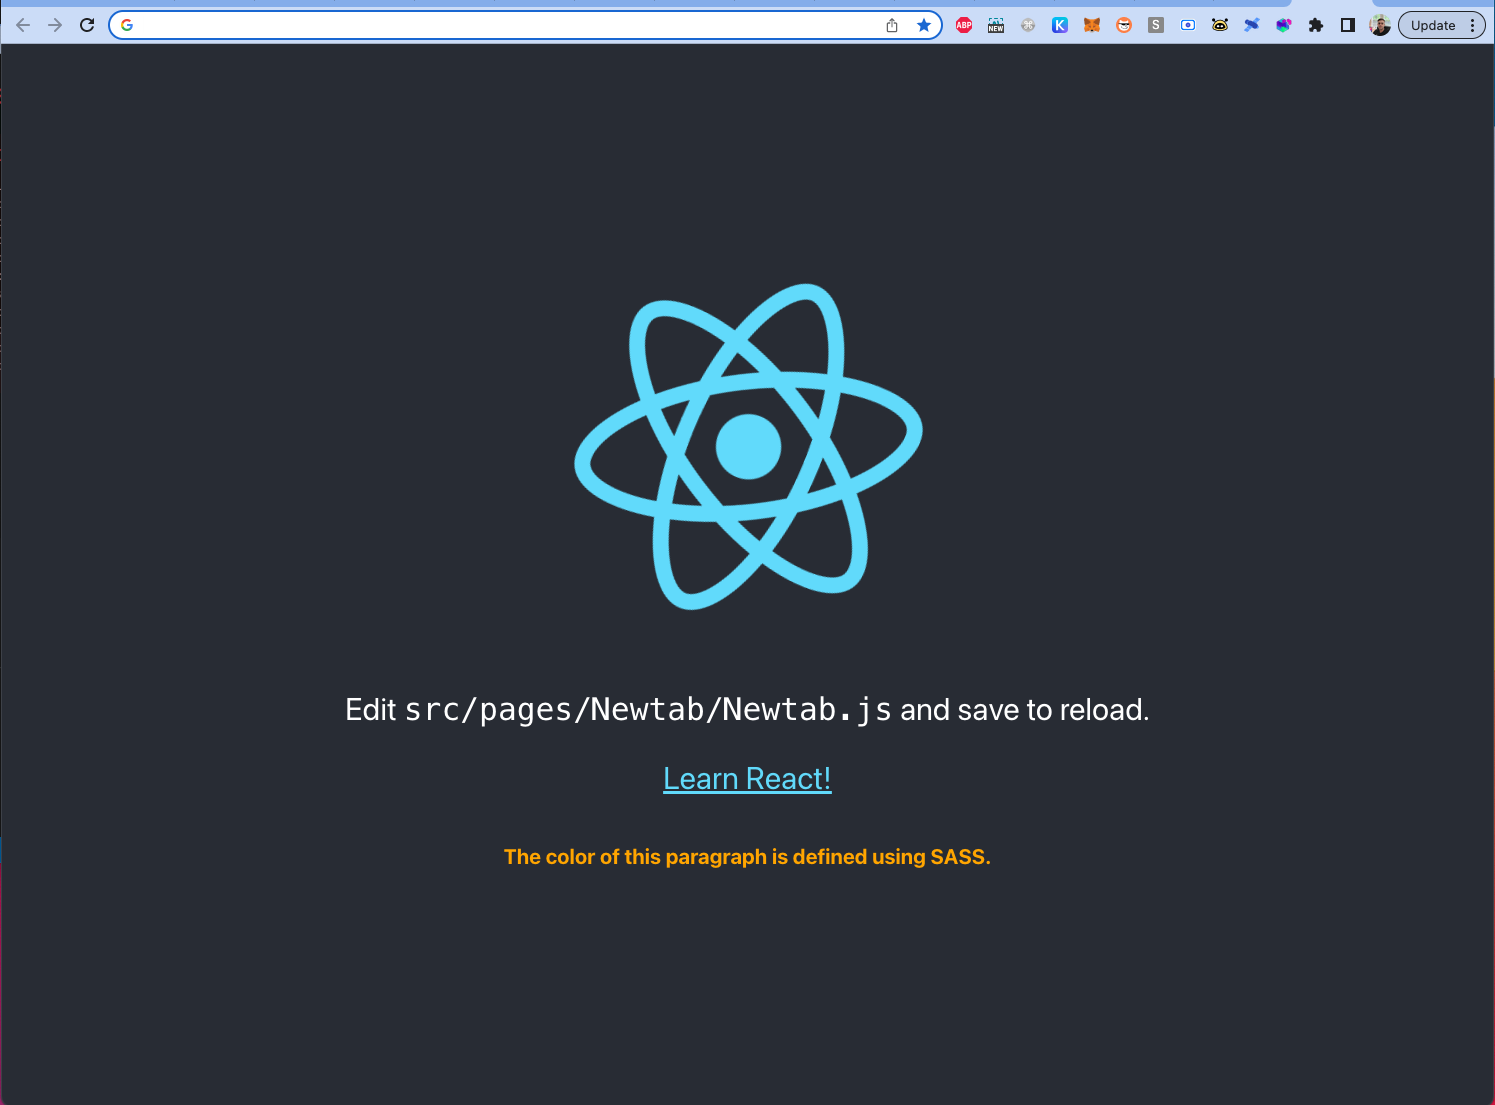 ABP
NEW
K
S
Update
Edit src/pages/Newtab/Newtab.js and save to reload.
Learn React!
The color of this paragraph is defined using SASS.